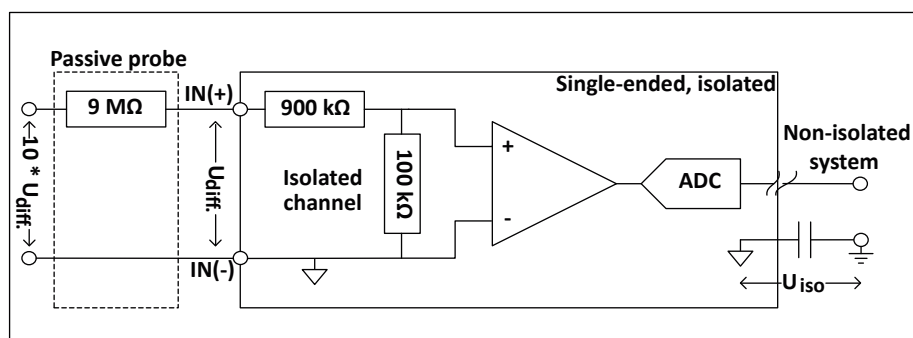 Passive probe
Single-ended, isolated
IN(+)
9 MΩ
900 kΩ
Non-isolated
system
10 * Udiff.
Udiff.
Isolated
channel
100 kΩ
+
-
ADC
IN(-)
Uiso